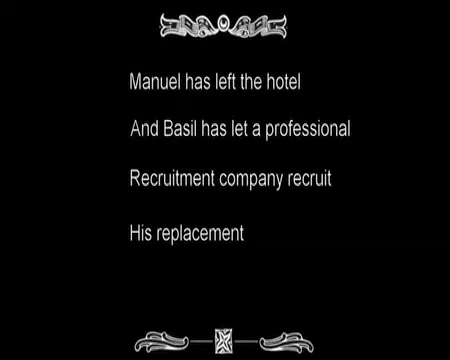 Manuel has left the hotel
And Basil has let a professional
Recruitment company recruit
His replacement